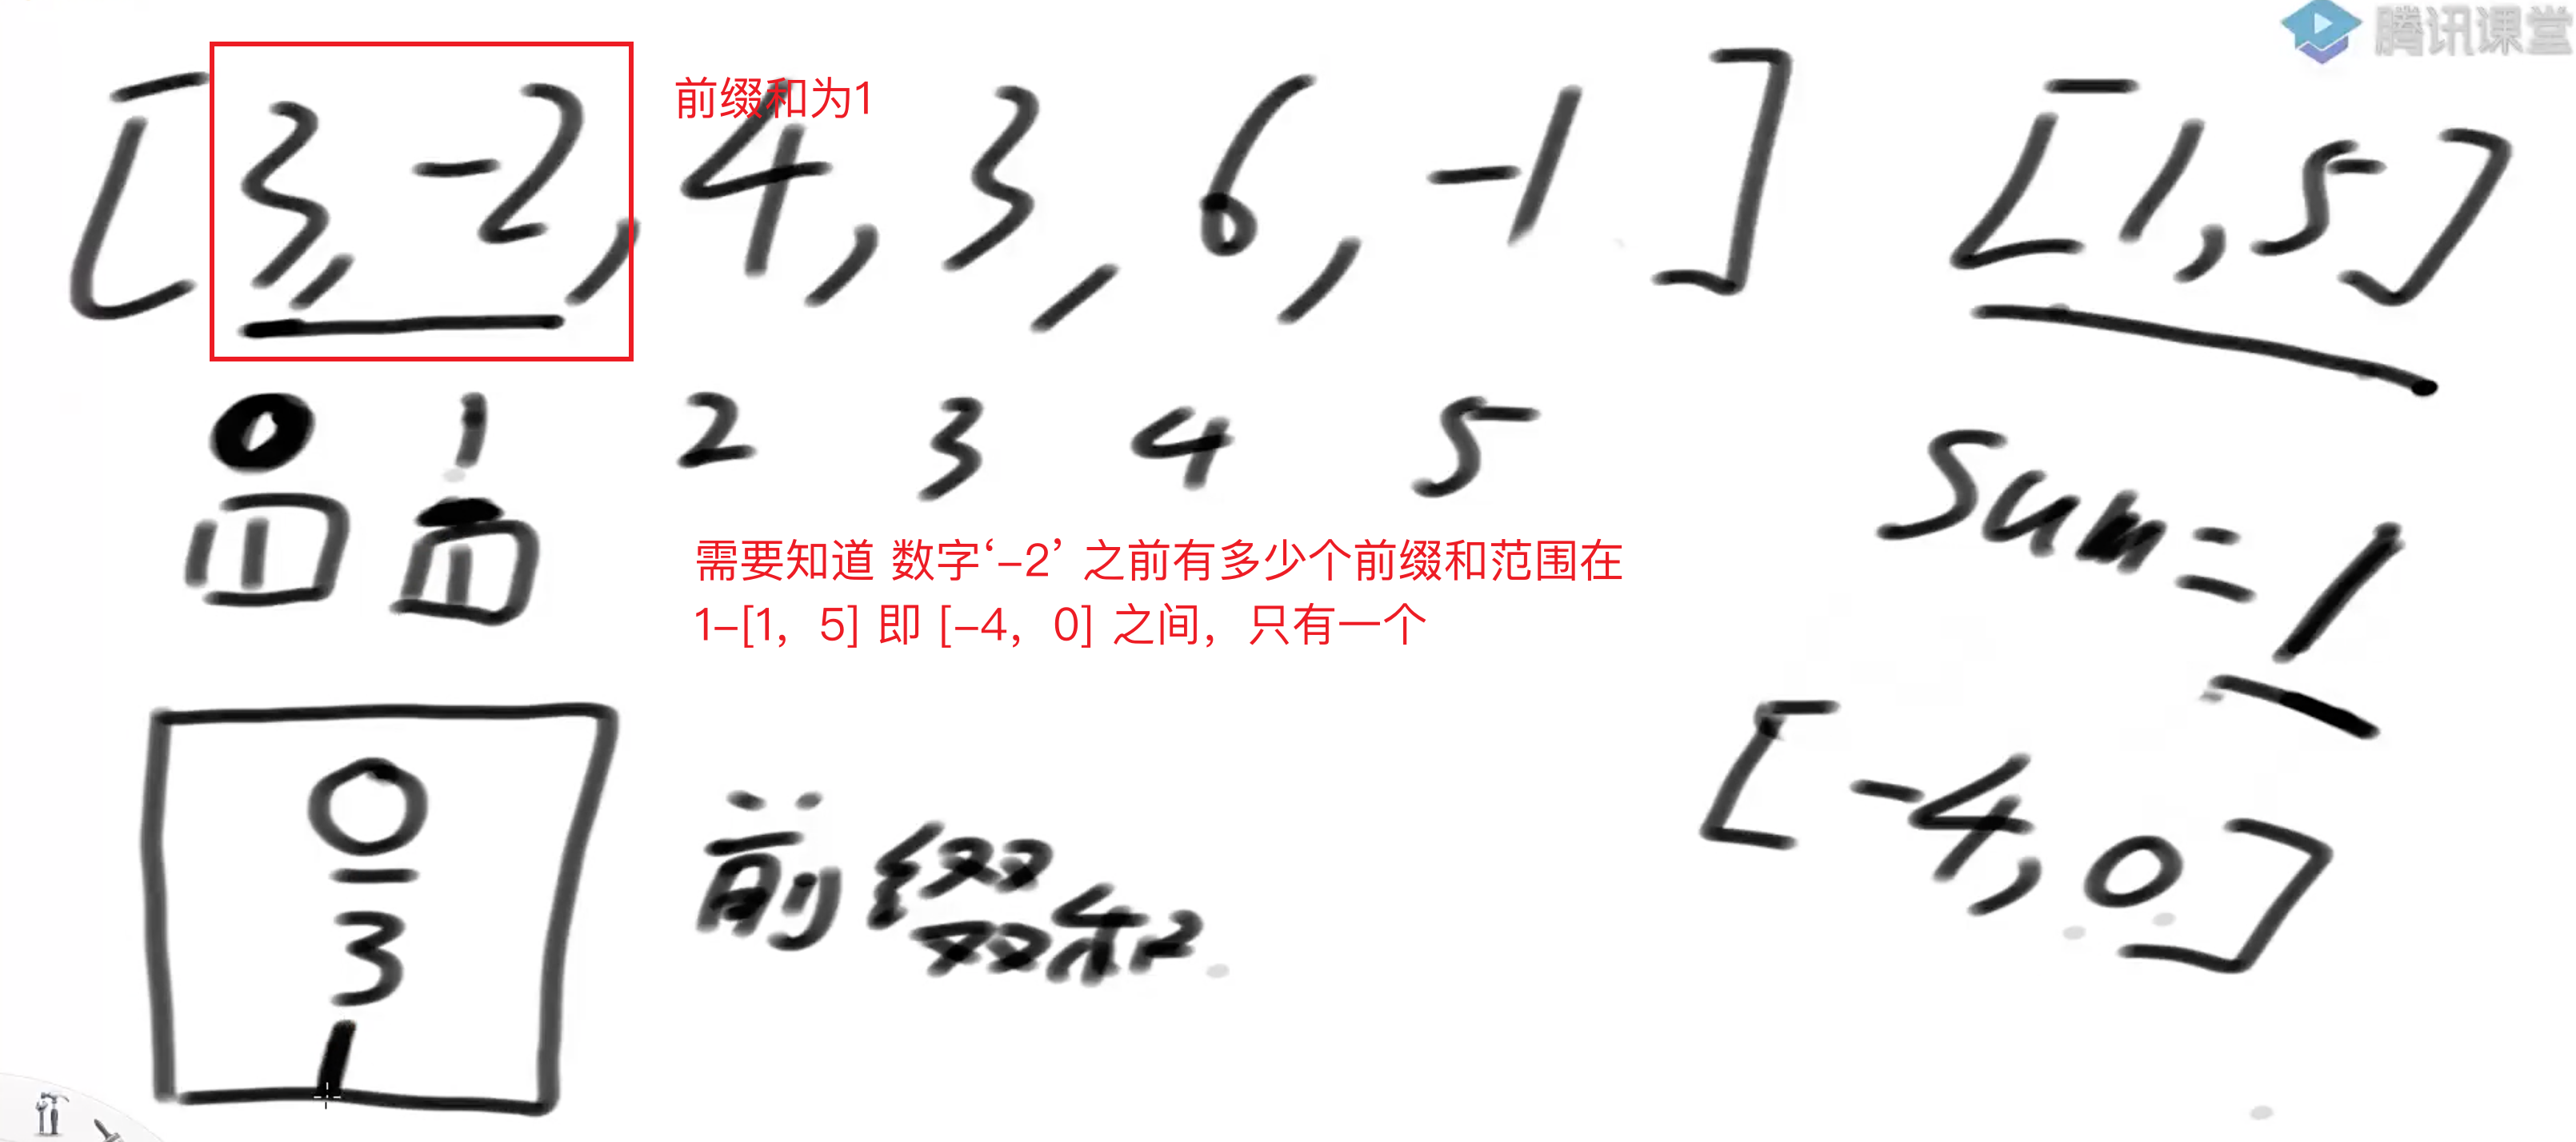 腾讯课堂
[3, -2, 4, 3, 6, -1] [1, 5]
前缀和为1
0 1 2 3 4 5
sum = 1
需要知道 数字‘-2’ 之前有多少个前缀和范围在
1-[1, 5] 即 [-4, 0] 之间，只有一个
[-4, 0]
0
3
1
前缀和